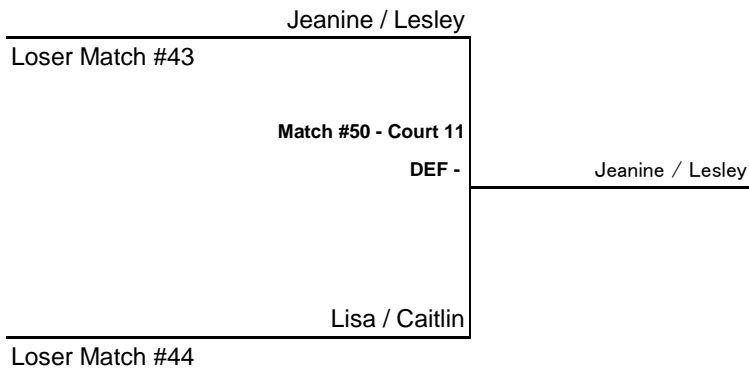 Jeanine / Lesley
Loser Match #43
Match #50 - Court 11
DEF -
Jeanine / Lesley
Lisa / Caitlin
Loser Match #44